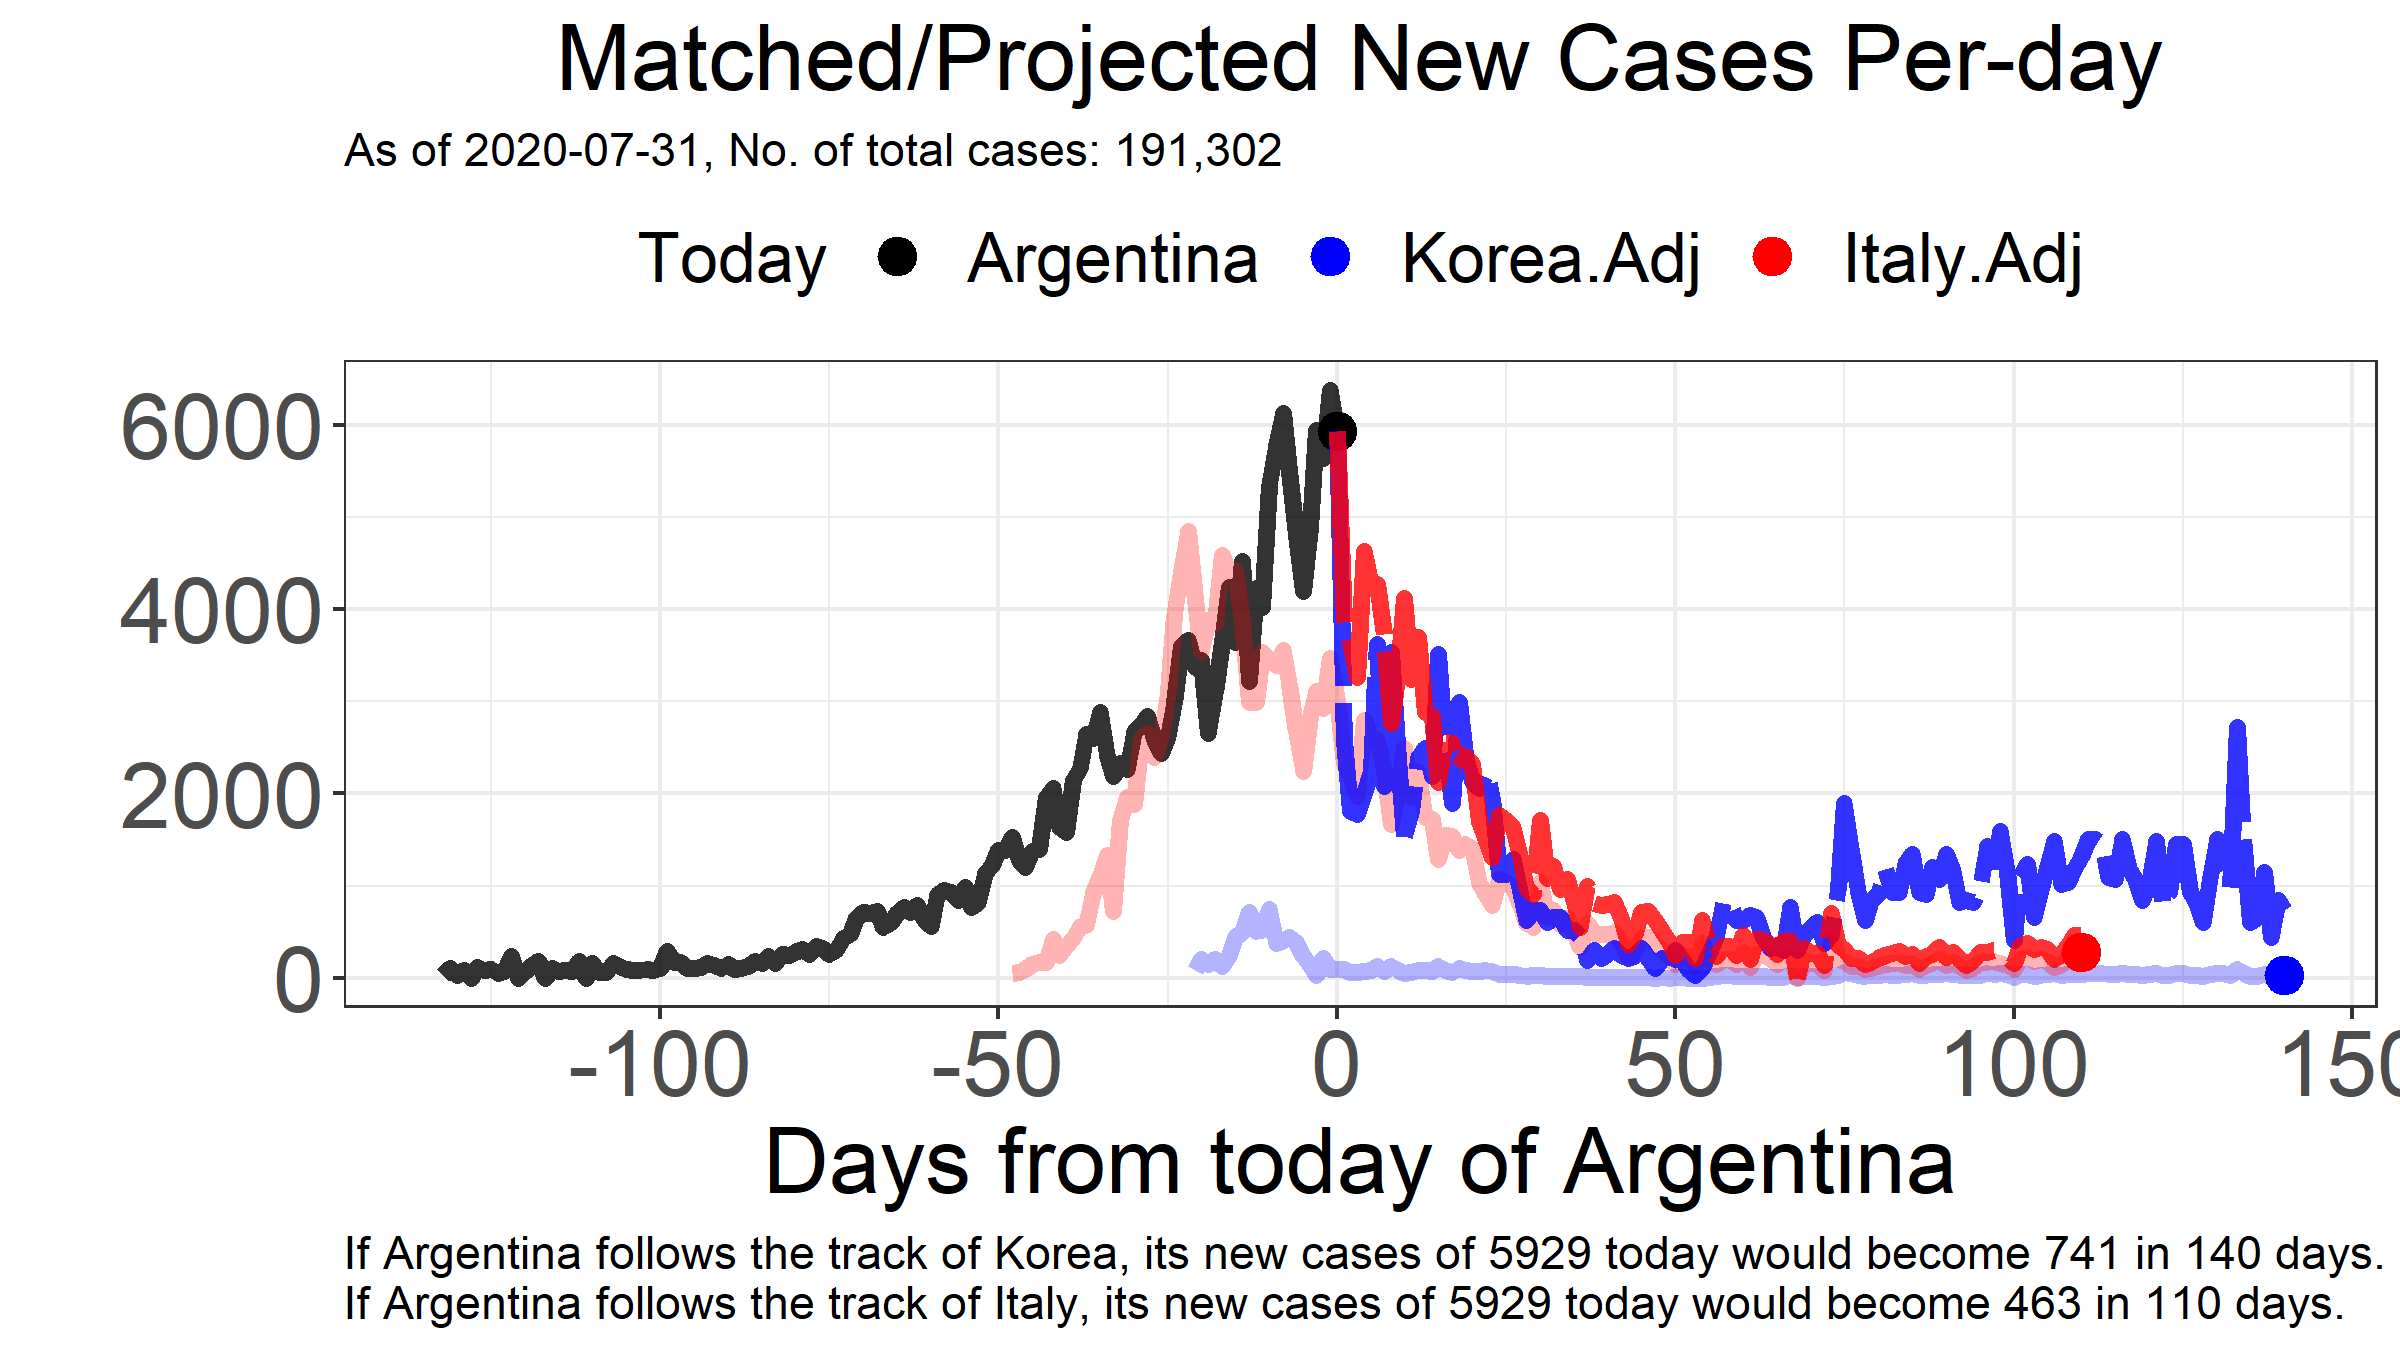 Matched/Projected New Cases Per-day
As of 2020-07-31, No. of total cases: 191,302
Today Argentina Korea.Adj Italy.Adj
6000
4000
2000
0
-100 -50 0 50 100 150
Days from today of Argentina
If Argentina follows the track of Korea, its new cases of 5929 today would become 741 in 140 days.
If Argentina follows the track of Italy, its new cases of 5929 today would become 463 in 110 days.